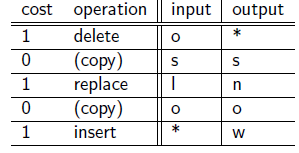 cost operation input output
1 delete o *
0 (copy) s s
1 replace l n
0 (copy) o o
1 insert * w